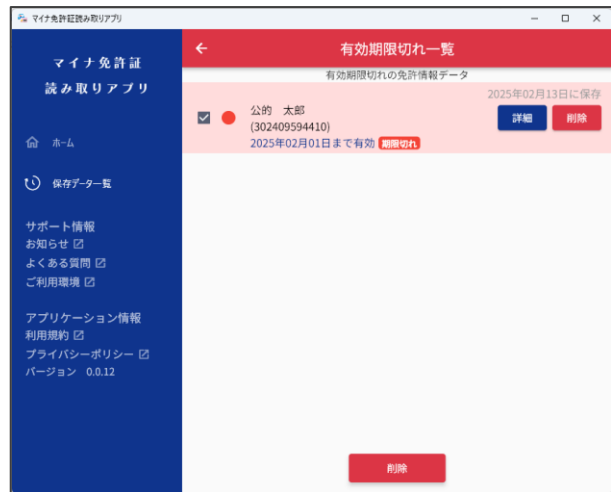 マイナ免許証読み取りアプリ
マイナ免許証
読み取りアプリ
ホーム
保存データ一覧
サポート情報
お知らせ
よくある質問
ご利用環境
アプリケーション情報
利用規約
プライバシーポリシー
バージョン 0.0.12
有効期限切れ一覧
有効期限切れの免許情報データ
2025年02月13日に保存
公的 太郎
(302409594410)
2025年02月01日まで有効 期限切れ
詳細 削除
削除